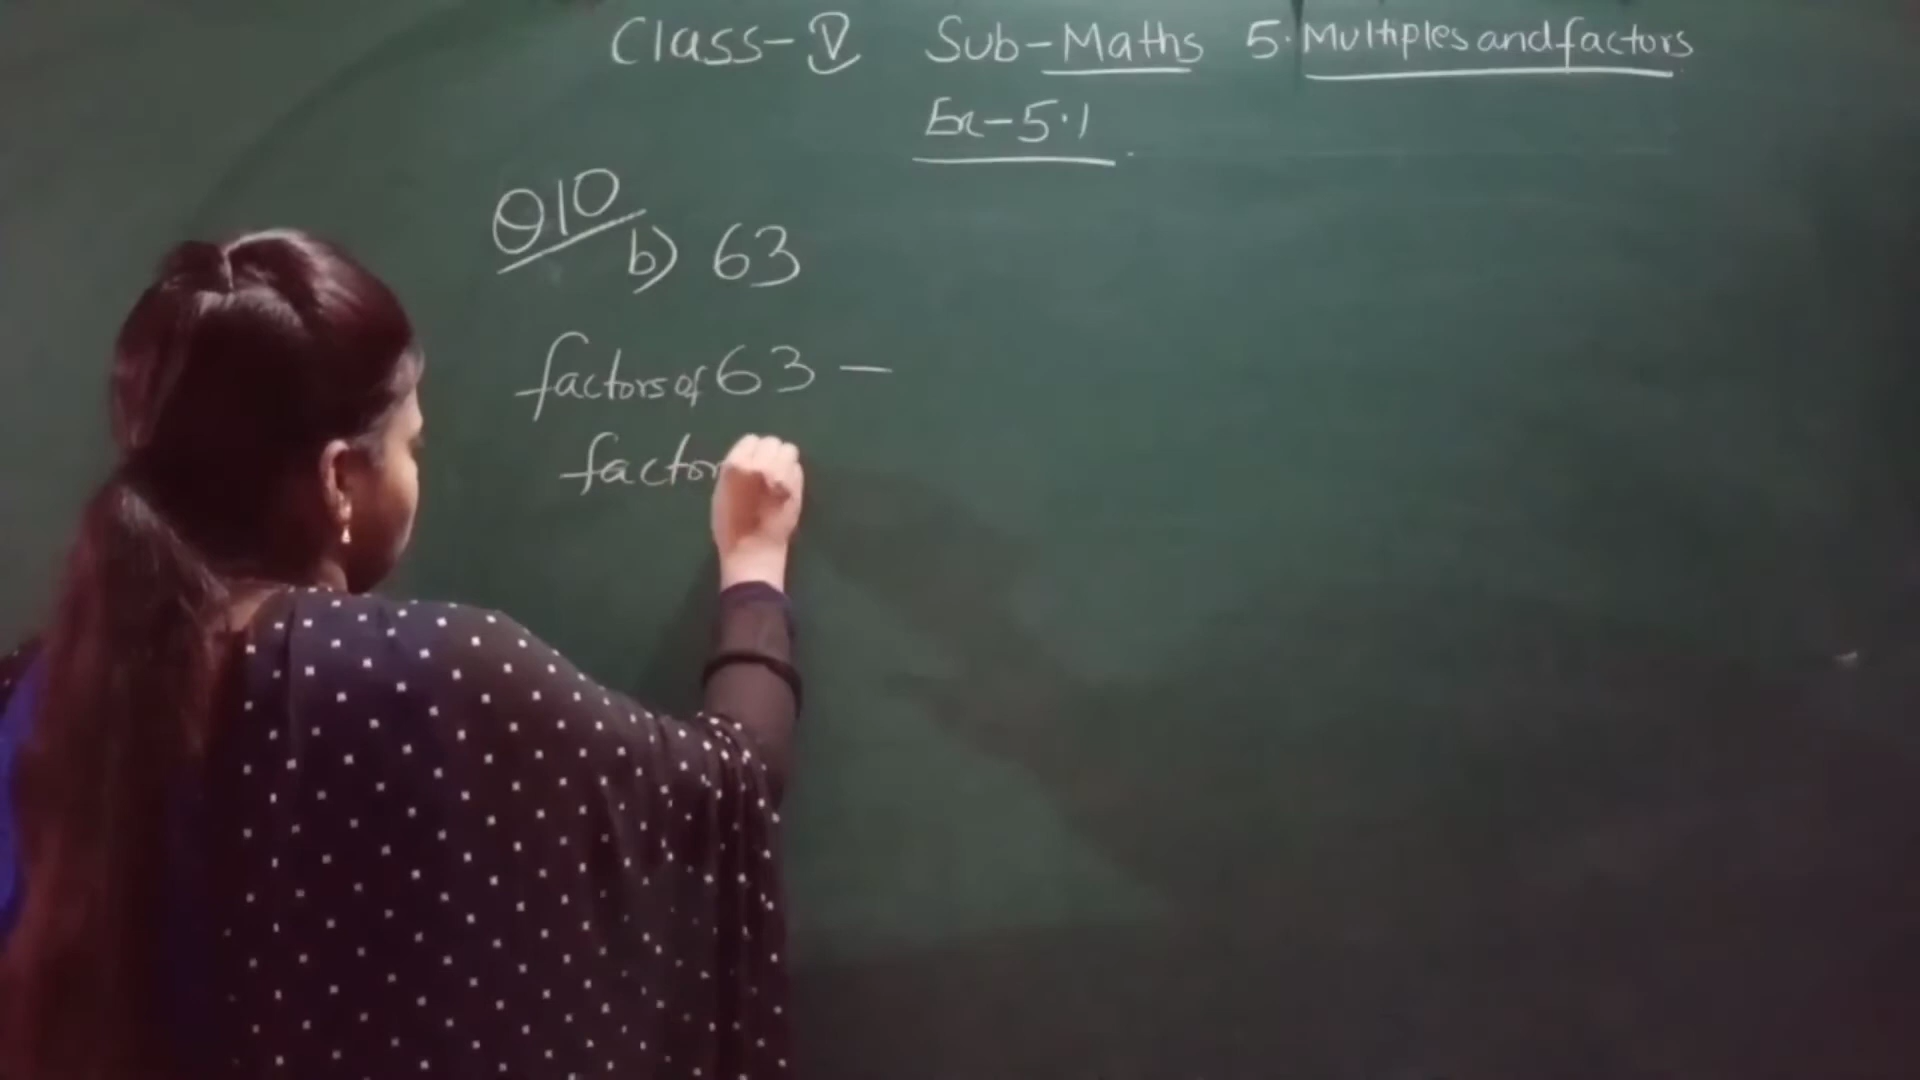 Class-V Sub-Maths 5. Multiples and factors
Ex-5.1
Q10
b) 63
factors of 63 -
factor